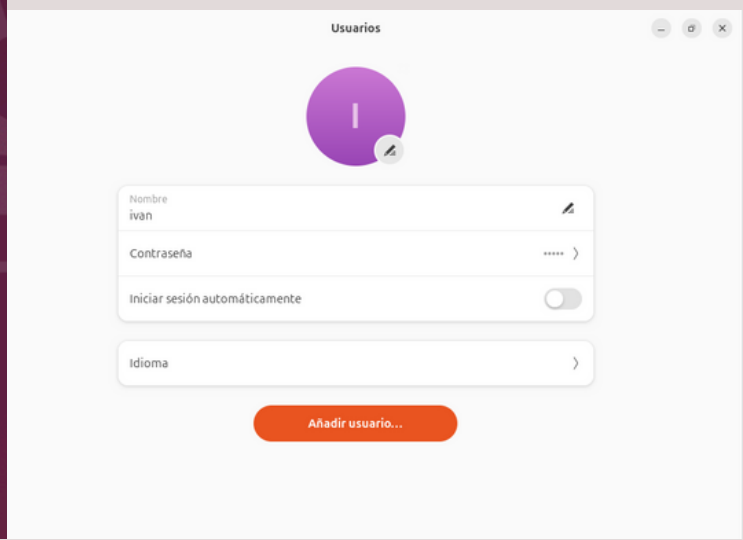 Usuarios
I
Nombre
ivan
Contraseña
•••••
Iniciar sesión automáticamente
Idioma
Añadir usuario...